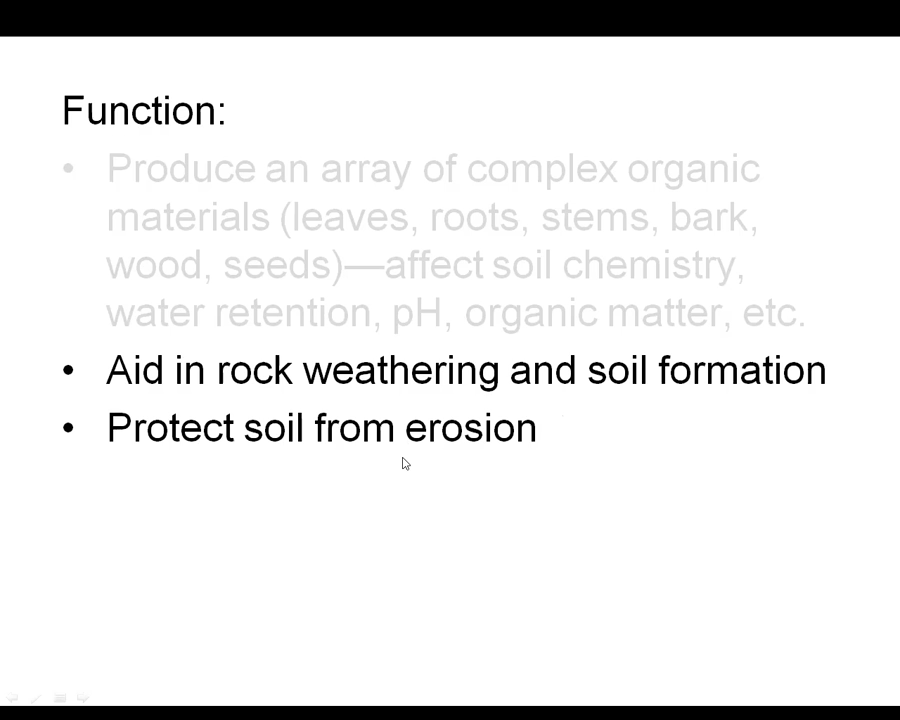 Function:
• Produce an array of complex organic
materials (leaves, roots, stems, bark,
wood, seeds)—affect soil chemistry,
water retention, pH, organic matter, etc.
• Aid in rock weathering and soil formation
• Protect soil from erosion